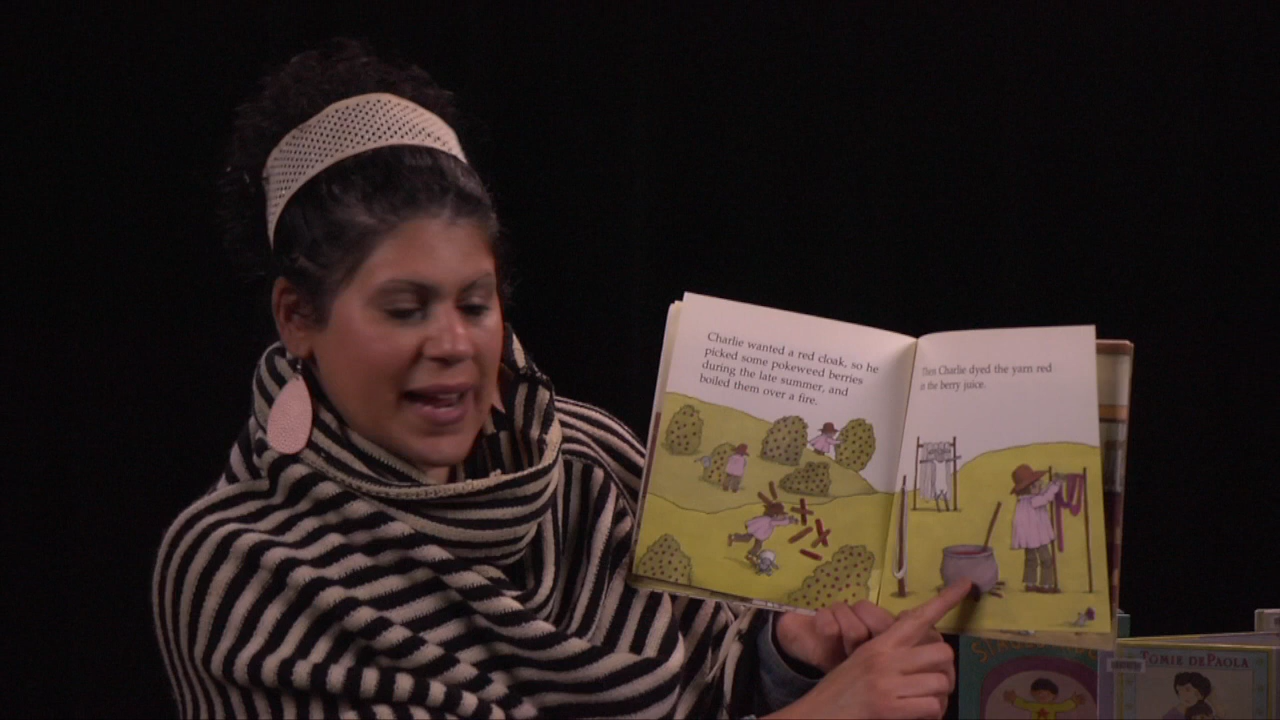 Charlie wanted a red cloak, so he
picked some pokeweed berries
during the late summer, and
boiled them over a fire.
Then Charlie dyed the yarn red
in the berry juice.
TOMIE DEPAOLA